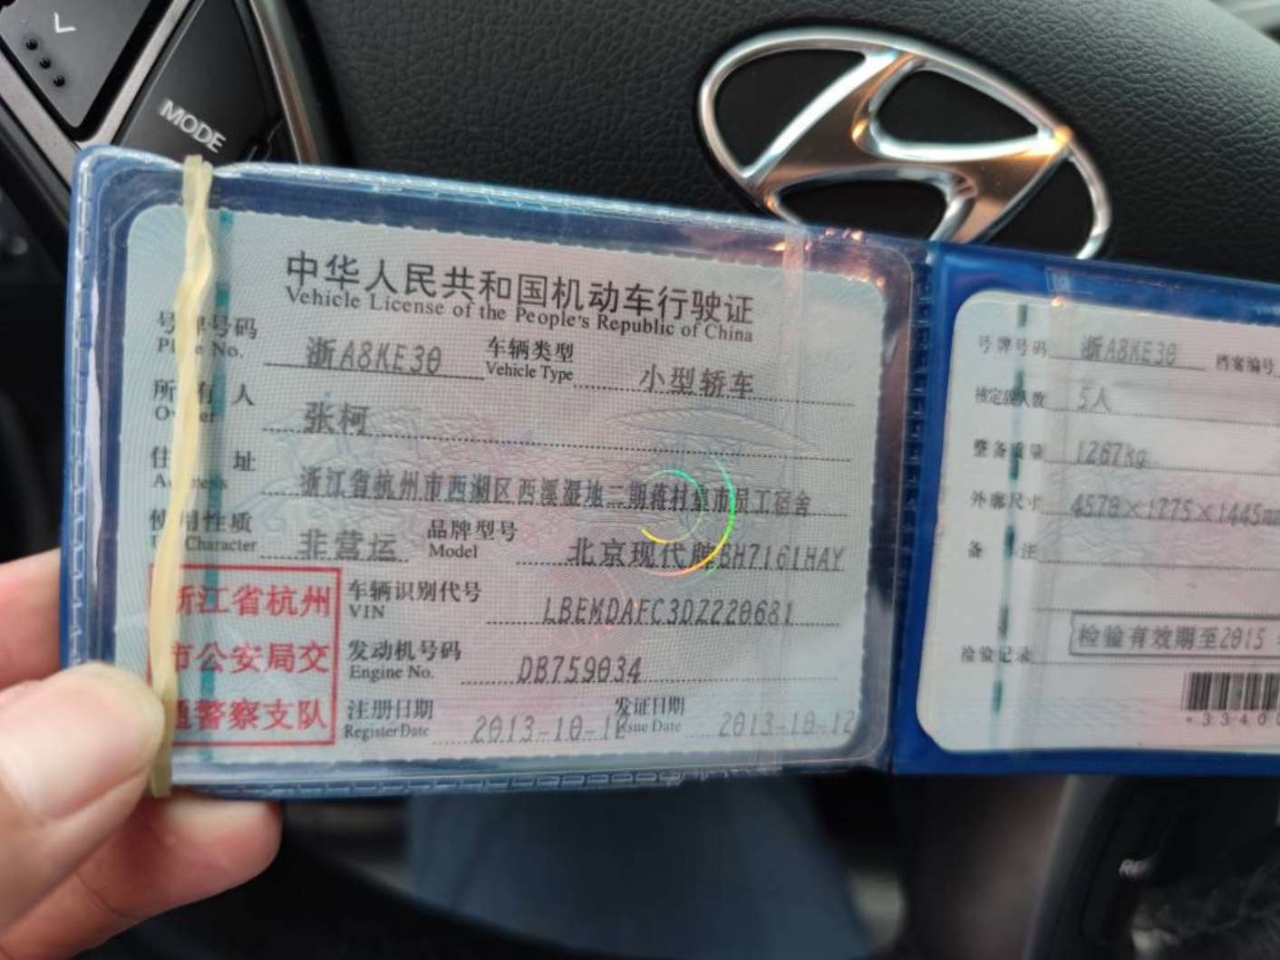 MODE
中华人民共和国机动车行驶证
Vehicle License of the People's Republic of China
号牌号码 浙A8KE30 车辆类型 小型轿车
No. Vehicle Type
所有人 张柯
住址 浙江省杭州市西湖区西溪湿地二期蒋村集市员工宿舍
使用性质 非营运 品牌型号 北京现代牌BH7161HAY
Character Model
浙江省杭州
市公安局交
通警察支队
车辆识别代号 LBEMDAFC3DZ220681
VIN
发动机号码 DB759034
Engine No.
注册日期 2013-10-12 发证日期 2013-10-12
Register Date Issue Date
号牌号码 浙A8KE30 档案编号
核定载人数 5人
整备质量 1267kg
外廓尺寸 4570×1775×1445mm
备注
检验记录 检验有效期至2015